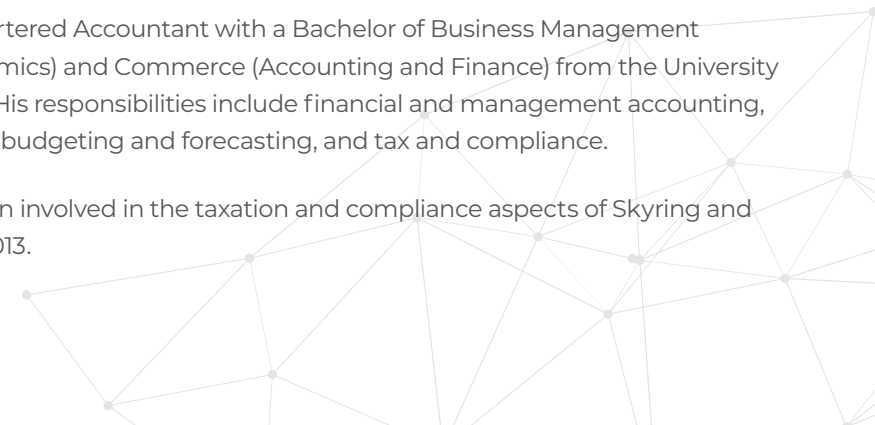 rtered Accountant with a Bachelor of Business Management
mics) and Commerce (Accounting and Finance) from the University
His responsibilities include financial and management accounting,
budgeting and forecasting, and tax and compliance.
n involved in the taxation and compliance aspects of Skyring and
013.